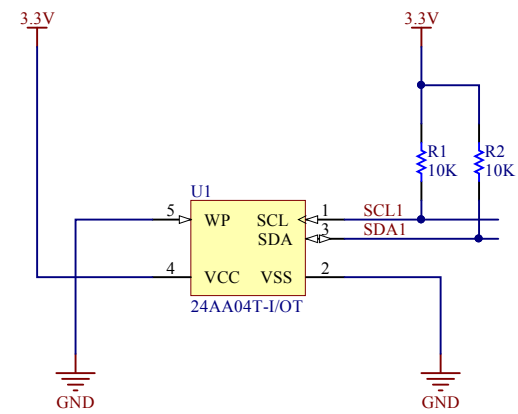 3.3V
3.3V
R1
10K
R2
10K
U1
5
WP
SCL
1
SCL1
SDA
3
SDA1
4
VCC
VSS
2
24AA04T-I/OT
GND
GND